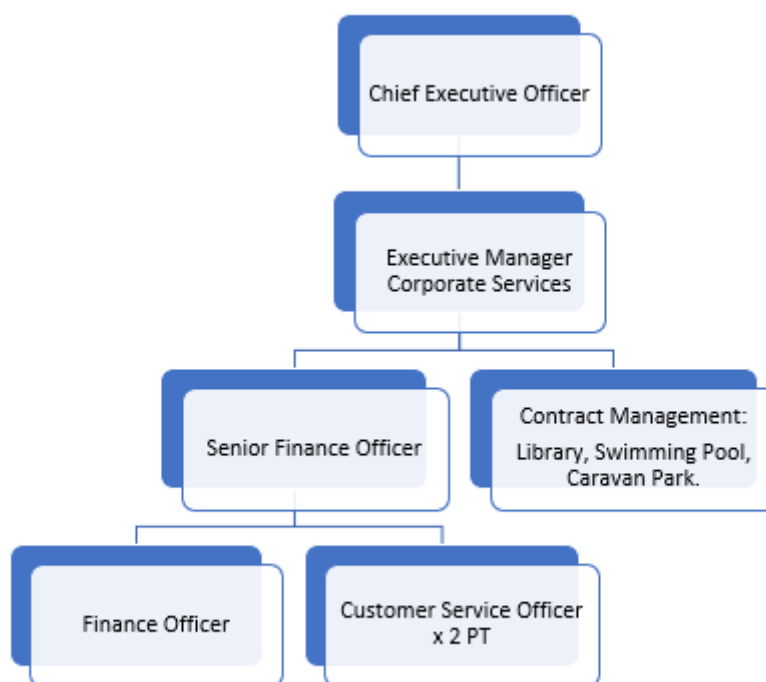 Chief Executive Officer
Executive Manager
Corporate Services
Senior Finance Officer
Contract Management:
Library, Swimming Pool,
Caravan Park.
Finance Officer
Customer Service Officer
x 2 PT